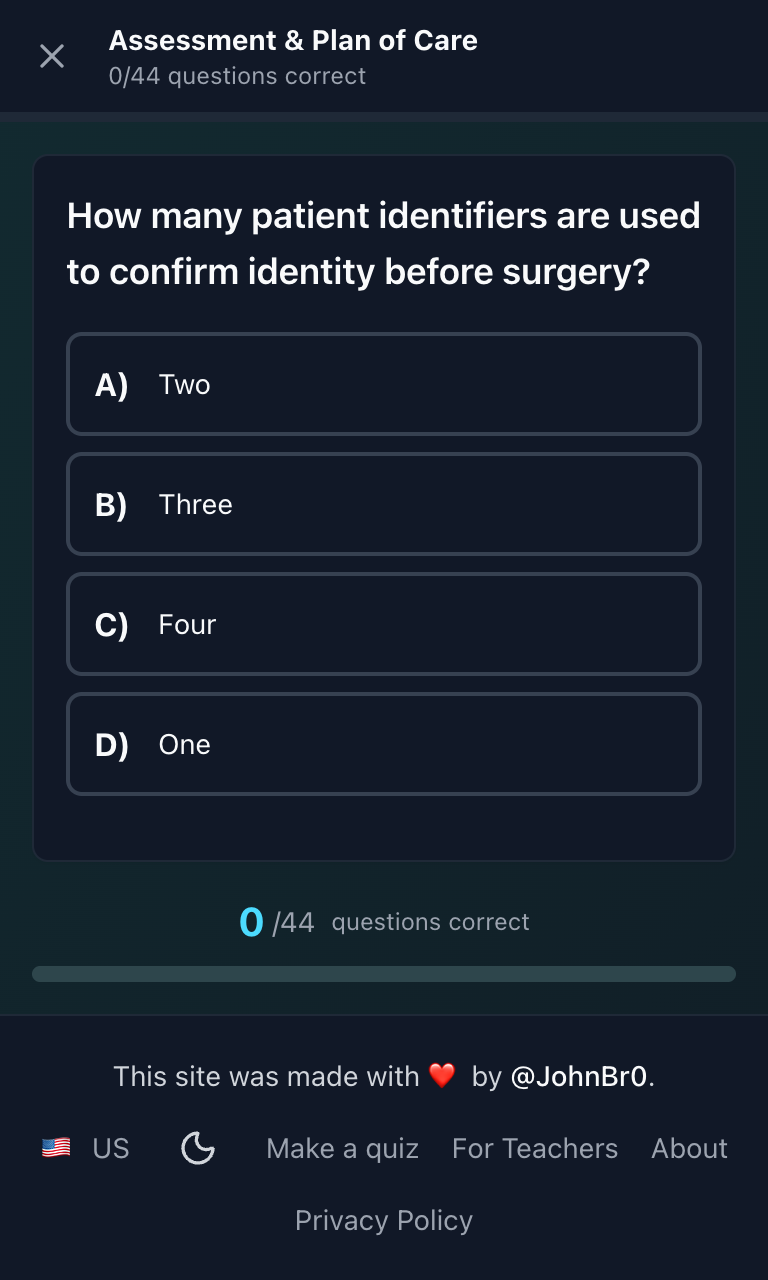 Assessment & Plan of Care
0/44 questions correct
How many patient identifiers are used
to confirm identity before surgery?
A) Two
B) Three
C) Four
D) One
0 /44 questions correct
This site was made with ❤️ by @JohnBr0.
🇺🇸 US Make a quiz For Teachers About
Privacy Policy